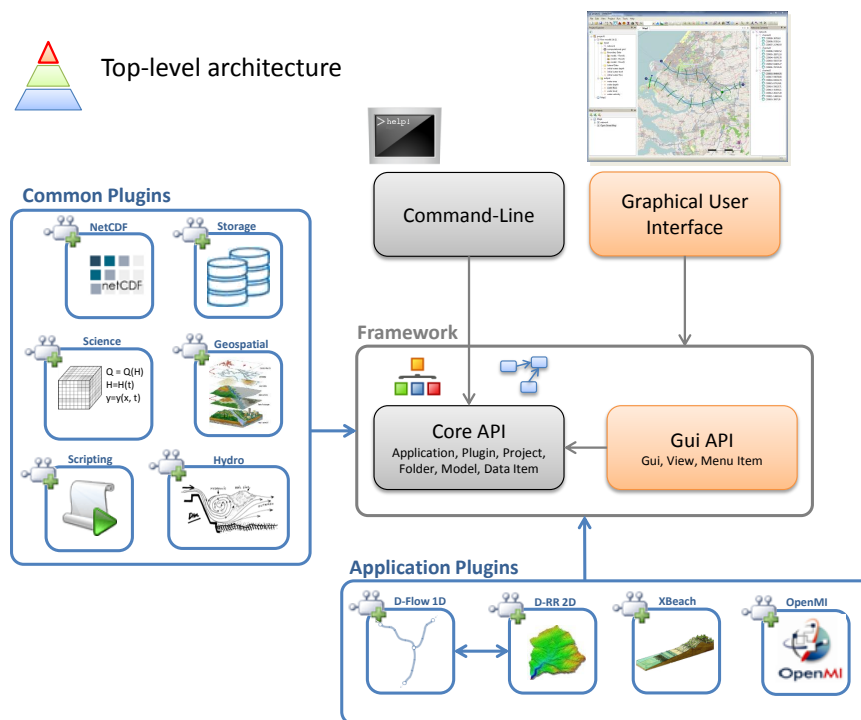 Top-level architecture
>help!
Common Plugins
Command-Line
Graphical User
Interface
NetCDF
Storage
netCDF
Framework
Science
Geospatial
Q = Q(H)
H=H(t)
y=y(x, t)
Core API
Application, Plugin, Project,
Folder, Model, Data Item
Gui API
Gui, View, Menu Item
Scripting
Hydro
Application Plugins
D-Flow 1D
D-RR 2D
XBeach
OpenMI
OpenMI